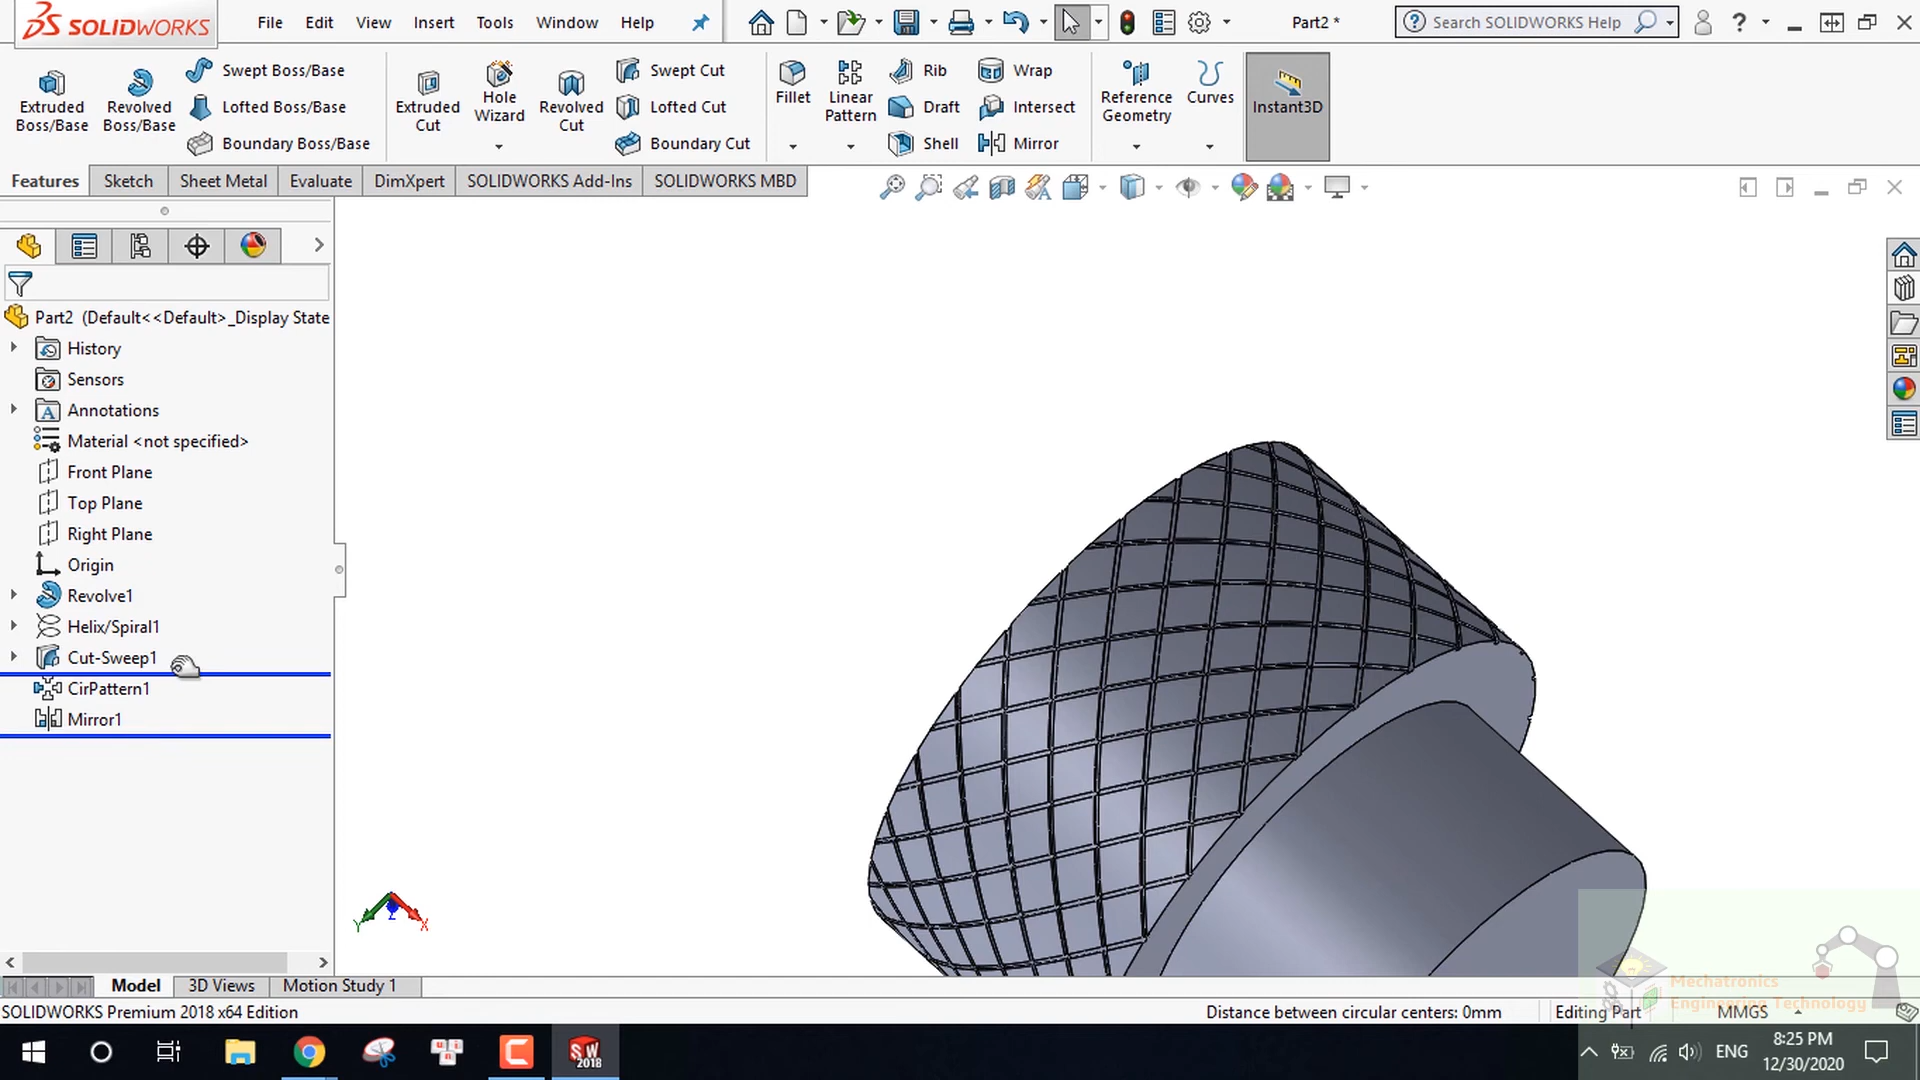 SOLIDWORKS File Edit View Insert Tools Window Help Part2 * Search SOLIDWORKS Help ?
Extruded Boss/Base
Revolved Boss/Base
Swept Boss/Base
Lofted Boss/Base
Boundary Boss/Base
Extruded Cut
Hole Wizard
Revolved Cut
Swept Cut
Lofted Cut
Boundary Cut
Fillet
Linear Pattern
Rib
Draft
Shell
Wrap
Intersect
Mirror
Reference Geometry
Curves
Instant3D
Features Sketch Sheet Metal Evaluate DimXpert SOLIDWORKS Add-Ins SOLIDWORKS MBD
Part2 (Default<<Default>_Display State
History
Sensors
Annotations
Material <not specified>
Front Plane
Top Plane
Right Plane
Origin
Revolve1
Helix/Spiral1
Cut-Sweep1
CirPattern1
Mirror1
Y Z X
Model 3D Views Motion Study 1
Mechatronics
Engineering Technology
SOLIDWORKS Premium 2018 x64 Edition Distance between circular centers: 0mm Editing Part MMGS
SW 2018
ENG
8:25 PM
12/30/2020